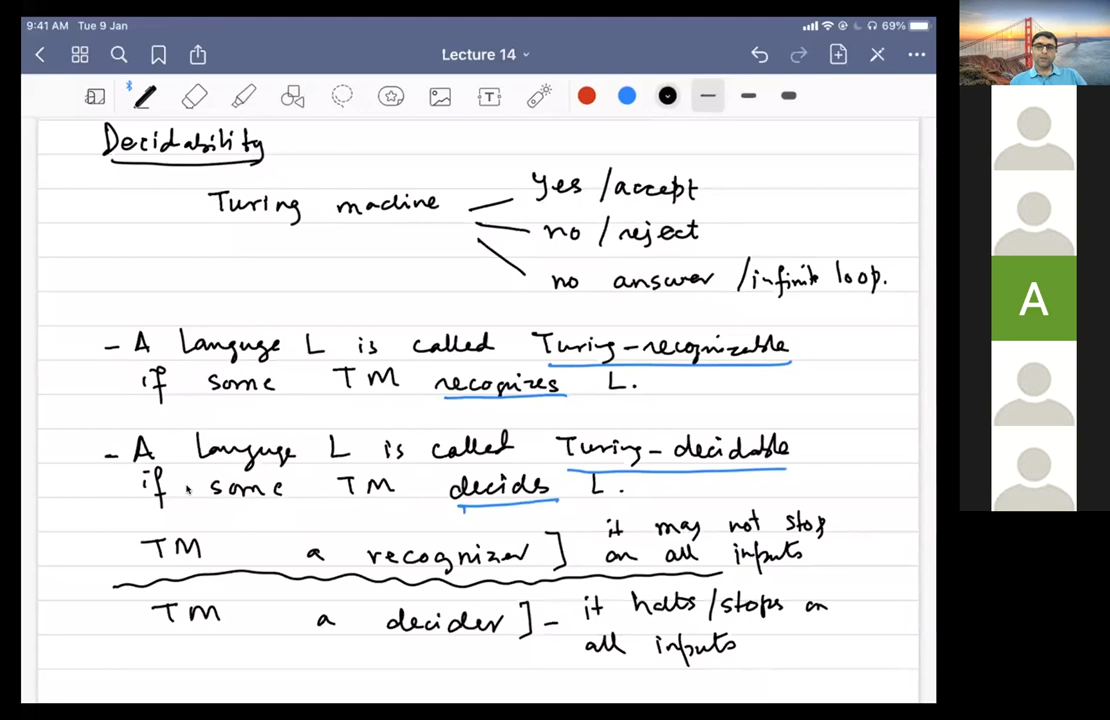 9:41 AM Tue 9 Jan
69%
Lecture 14
T
Decidability
Turing machine
yes / accept
no / reject
no answer / infinite loop.
- A Languge L is called Turing-recognizable
if some TM recognizes L.
- A Languge L is called Turing-decidable
if some TM decides L.
TM a recognizer ] it may not stop
on all inputs
TM a decider ] - it halts/stops on
all inputs
A